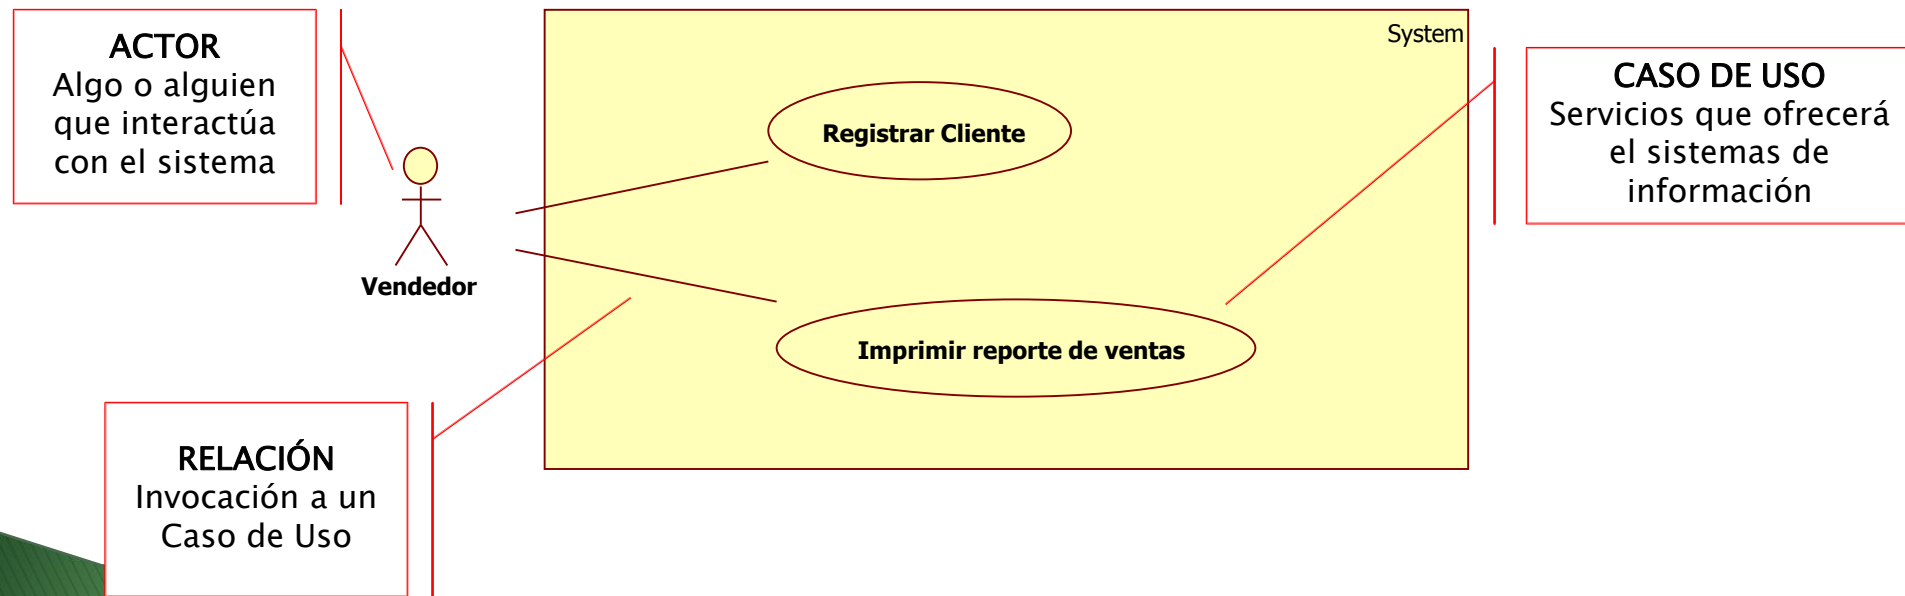 ACTOR
Algo o alguien
que interactúa
con el sistema
System
Registrar Cliente
CASO DE USO
Servicios que ofrecerá
el sistemas de
información
Vendedor
Imprimir reporte de ventas
RELACIÓN
Invocación a un
Caso de Uso